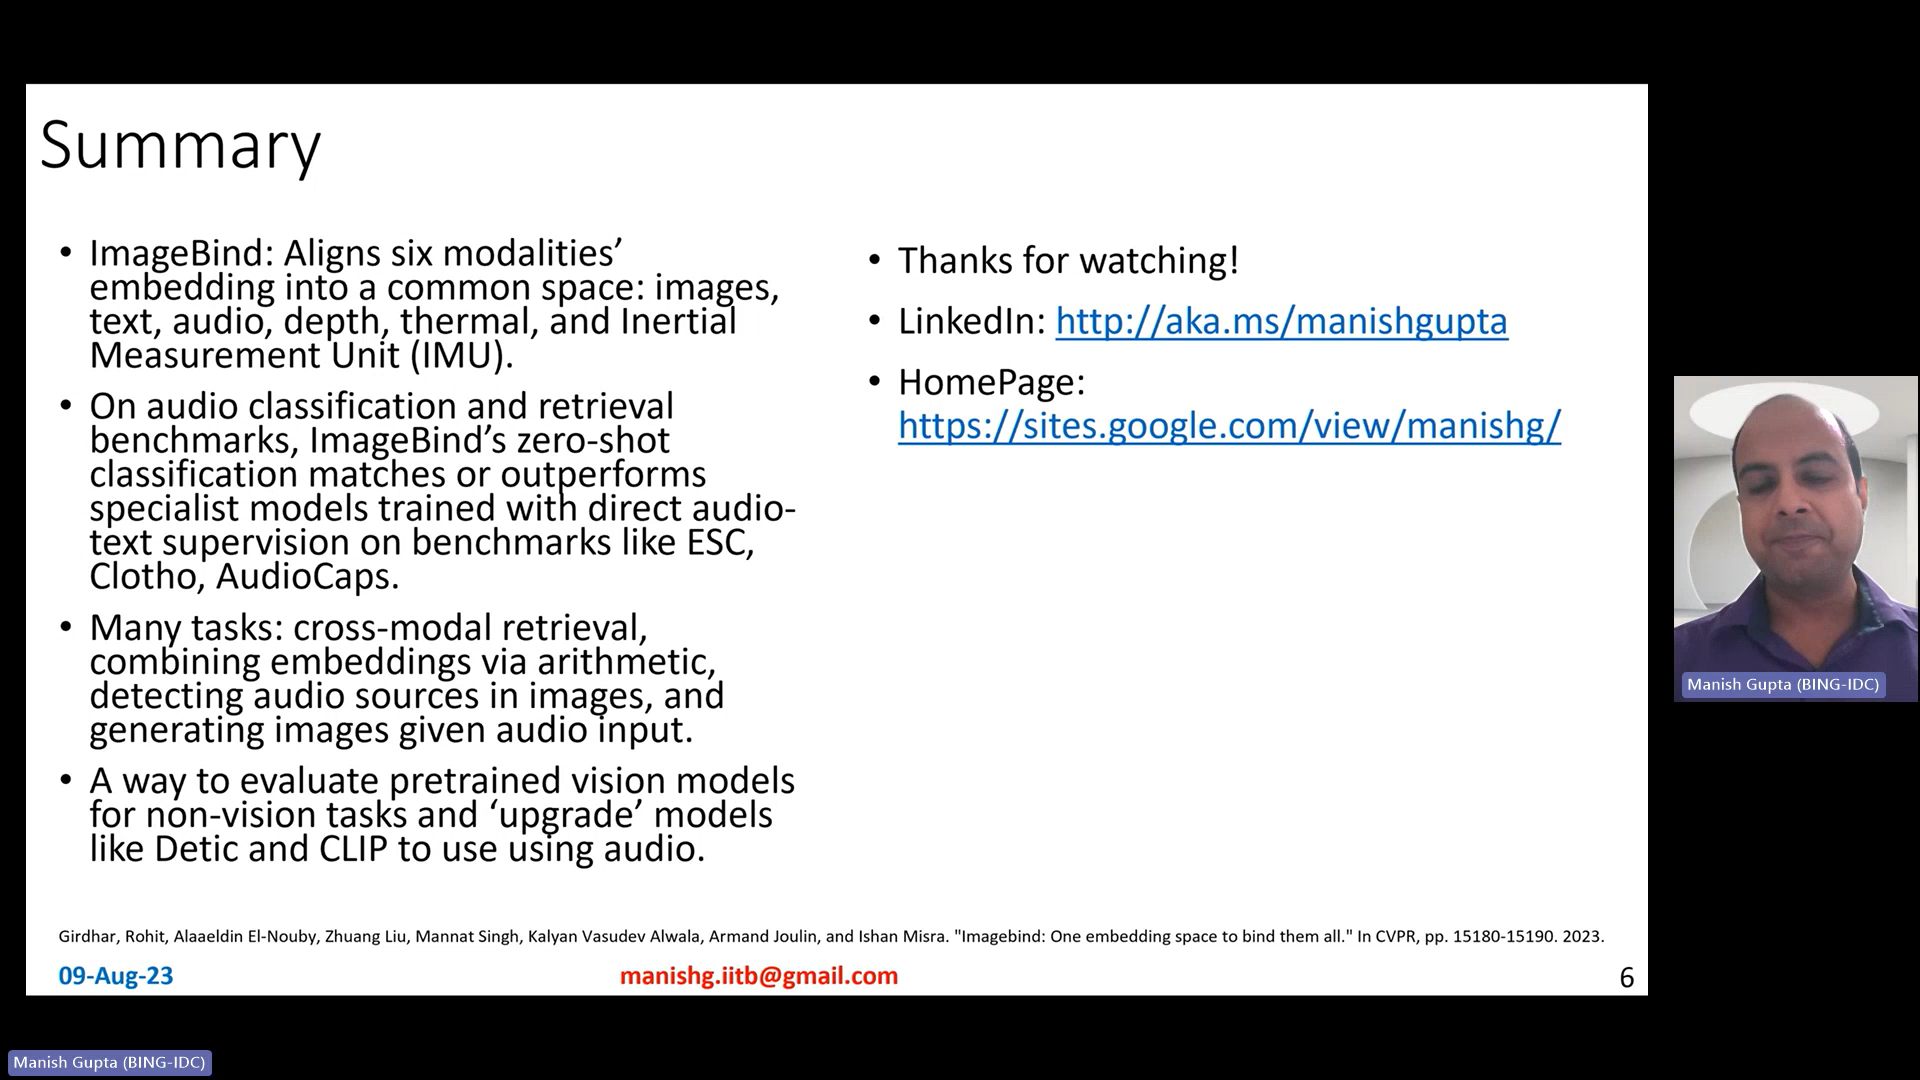 Summary
• ImageBind: Aligns six modalities’
embedding into a common space: images,
text, audio, depth, thermal, and Inertial
Measurement Unit (IMU).
• On audio classification and retrieval
benchmarks, ImageBind’s zero-shot
classification matches or outperforms
specialist models trained with direct audio-
text supervision on benchmarks like ESC,
Clotho, AudioCaps.
• Many tasks: cross-modal retrieval,
combining embeddings via arithmetic,
detecting audio sources in images, and
generating images given audio input.
• A way to evaluate pretrained vision models
for non-vision tasks and ‘upgrade’ models
like Detic and CLIP to use using audio.
• Thanks for watching!
• LinkedIn: http://aka.ms/manishgupta
• HomePage:
https://sites.google.com/view/manishg/
Girdhar, Rohit, Alaaeldin El-Nouby, Zhuang Liu, Mannat Singh, Kalyan Vasudev Alwala, Armand Joulin, and Ishan Misra. "Imagebind: One embedding space to bind them all." In CVPR, pp. 15180-15190. 2023.
09-Aug-23
manishg.iitb@gmail.com
6
Manish Gupta (BING-IDC)
Manish Gupta (BING-IDC)